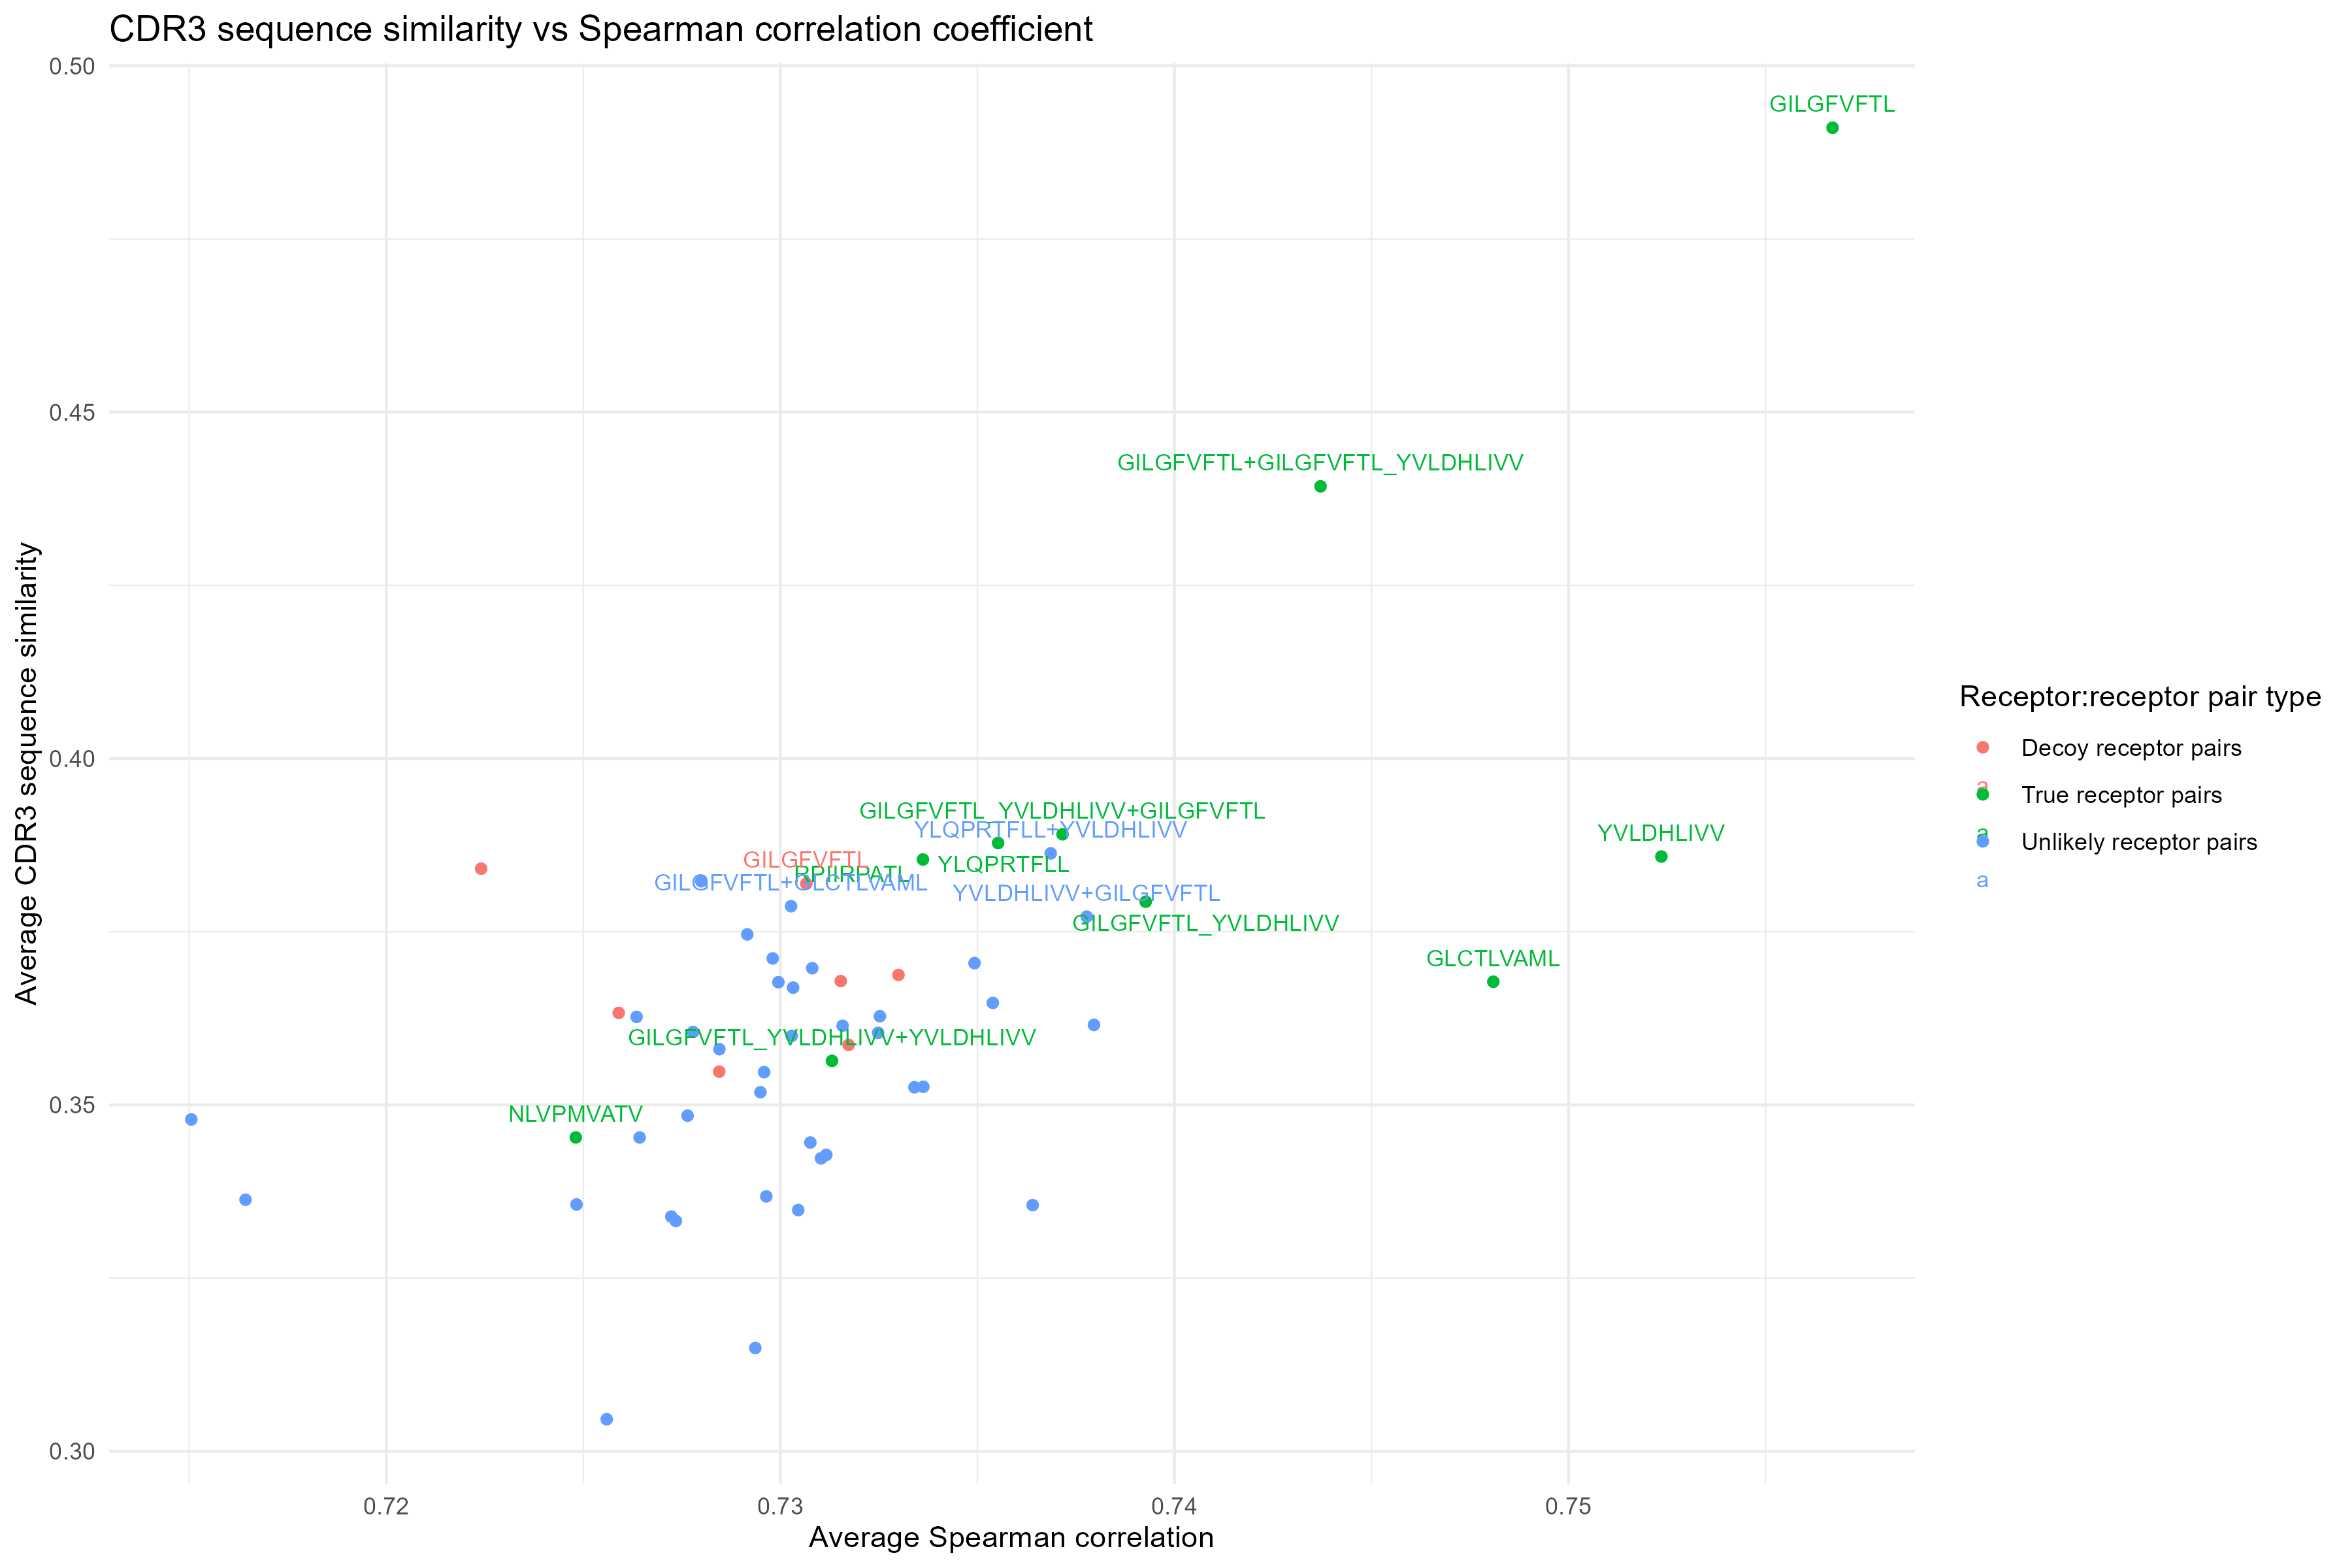 CDR3 sequence similarity vs Spearman correlation coefficient
0.50
GILGFVFTL
0.45
GILGFVFTL+GILGFVFTL_YVLDHLIVV
Average CDR3 sequence similarity
0.40
GILGFVFTL_YVLDHLIVV+GILGFVFTL
YLQPRTFLL+YVLDHLIVV
YVLDHLIVV
GILGFVFTL
YLQPRTFLL
RPIIRPATL
GILGFVFTL+GLCTLVAML
YVLDHLIVV+GILGFVFTL
GILGFVFTL_YVLDHLIVV
GLCTLVAML
GILGFVFTL_YVLDHLIVV+YVLDHLIVV
0.35
NLVPMVATV
0.30
0.72
0.73
0.74
0.75
Average Spearman correlation
Receptor:receptor pair type
Decoy receptor pairs
a
True receptor pairs
a
Unlikely receptor pairs
a